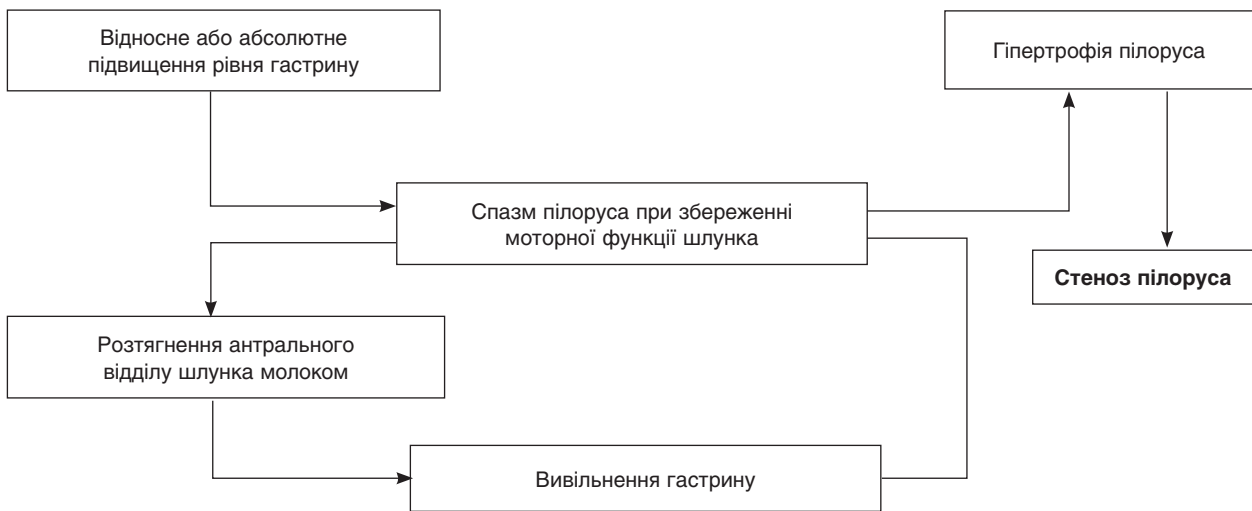 Відносне або абсолютне
підвищення рівня гастрину
Гіпертрофія пілоруса
Спазм пілоруса при збереженні
моторної функції шлунка
Стеноз пілоруса
Розтягнення антрального
відділу шлунка молоком
Вивільнення гастрину